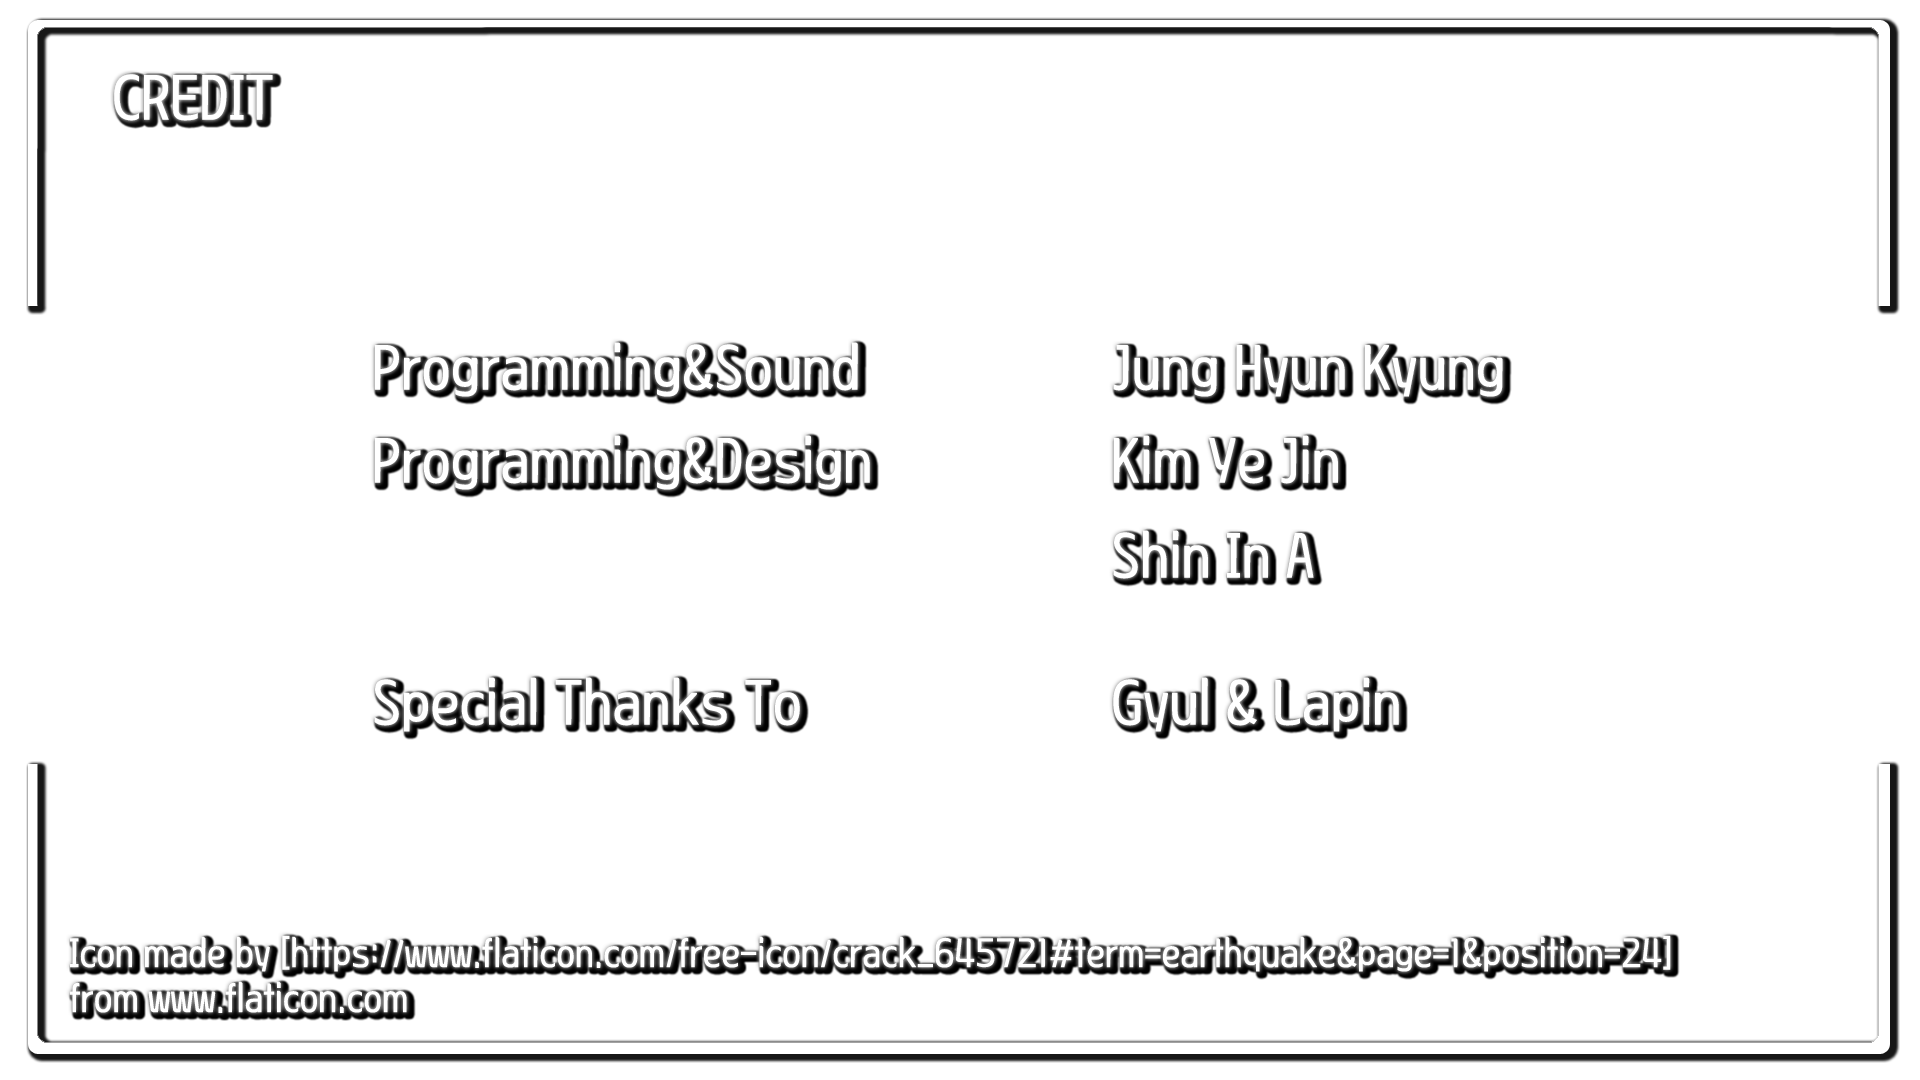 CREDIT
Programming&Sound Jung Hyun Kyung
Programming&Design Kim Ye Jin
Shin In A
Special Thanks To Gyul & Lapin
Icon made by [https://www.flaticon.com/free-icon/crack_645721#term=earthquake&page=1&position=24]
from www.flaticon.com